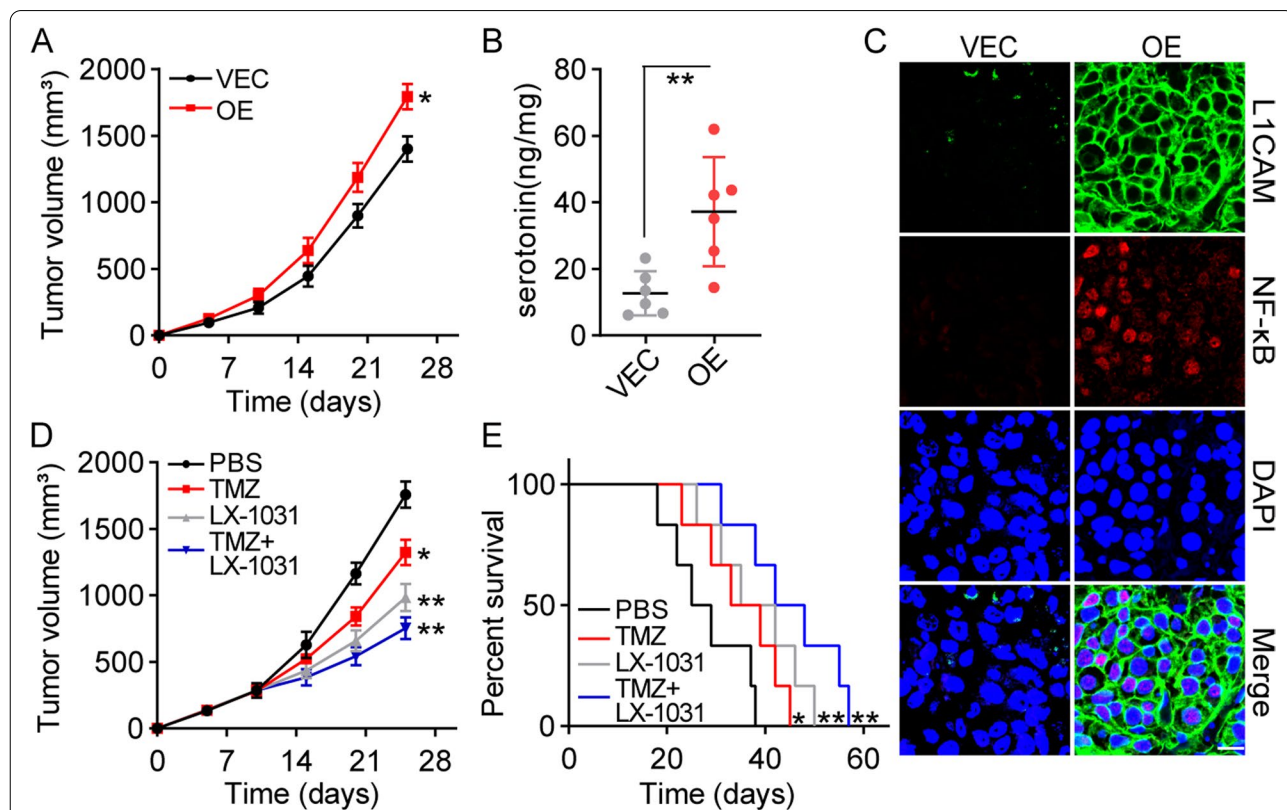 A
2000
1500
1000
500
0
Tumor volume (mm³)
VEC
OE
*
0 7 14 21 28
Time (days)
B
80
60
40
20
0
serotonin(ng/mg)
**
VEC
OE
C
VEC OE
L1CAM
NF-κB
DAPI
Merge
D
2000
1500
1000
500
0
Tumor volume (mm³)
PBS
TMZ
LX-1031
TMZ+
LX-1031
*
**
**
0 7 14 21 28
Time (days)
E
100
50
0
Percent survival
PBS
TMZ
LX-1031
TMZ+
LX-1031
* ** **
0 20 40 60
Time (days)